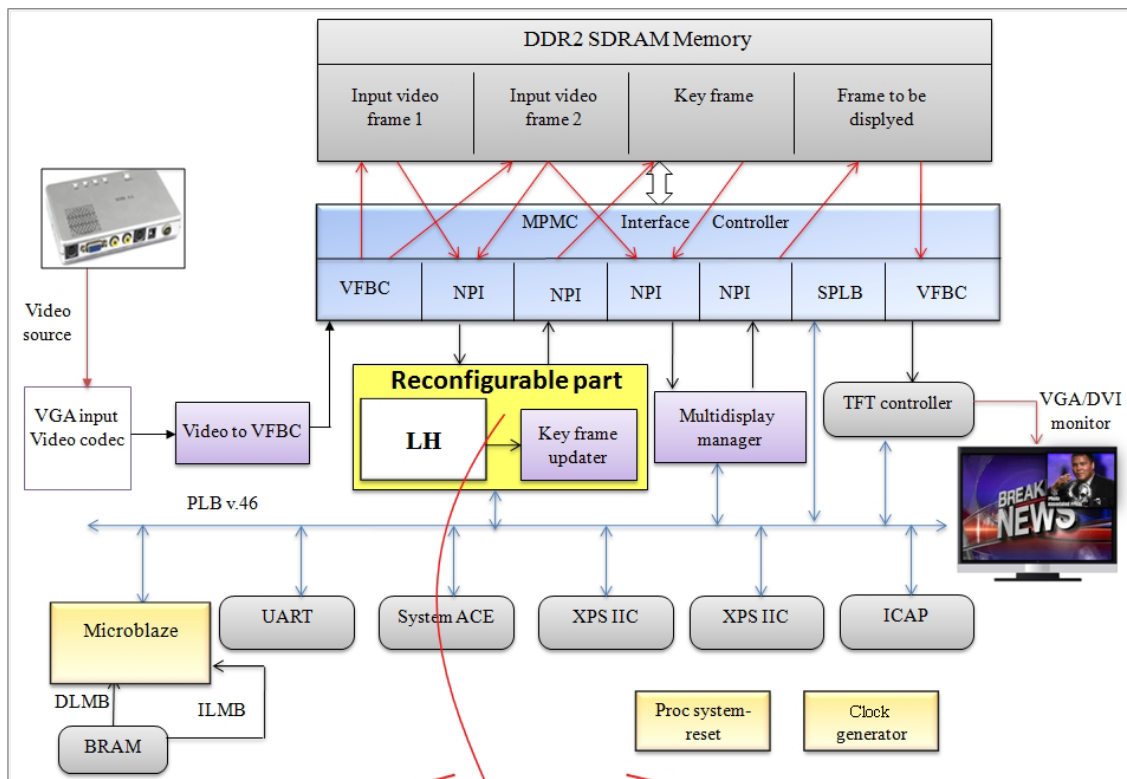 DDR2 SDRAM Memory
Input video
frame 1
Input video
frame 2
Key frame
Frame to be
displyed
MPMC Interface Controller
VFBC
NPI
NPI
NPI
NPI
SPLB
VFBC
Video
source
VGA input
Video codec
Video to VFBC
Reconfigurable part
LH
Key frame
updater
Multidisplay
manager
TFT controller
VGA/DVI
monitor
BREAK
NEWS
PLB v.46
Microblaze
UART
System ACE
XPS IIC
XPS IIC
ICAP
DLMB
ILMB
BRAM
Proc system-
reset
Clock
generator